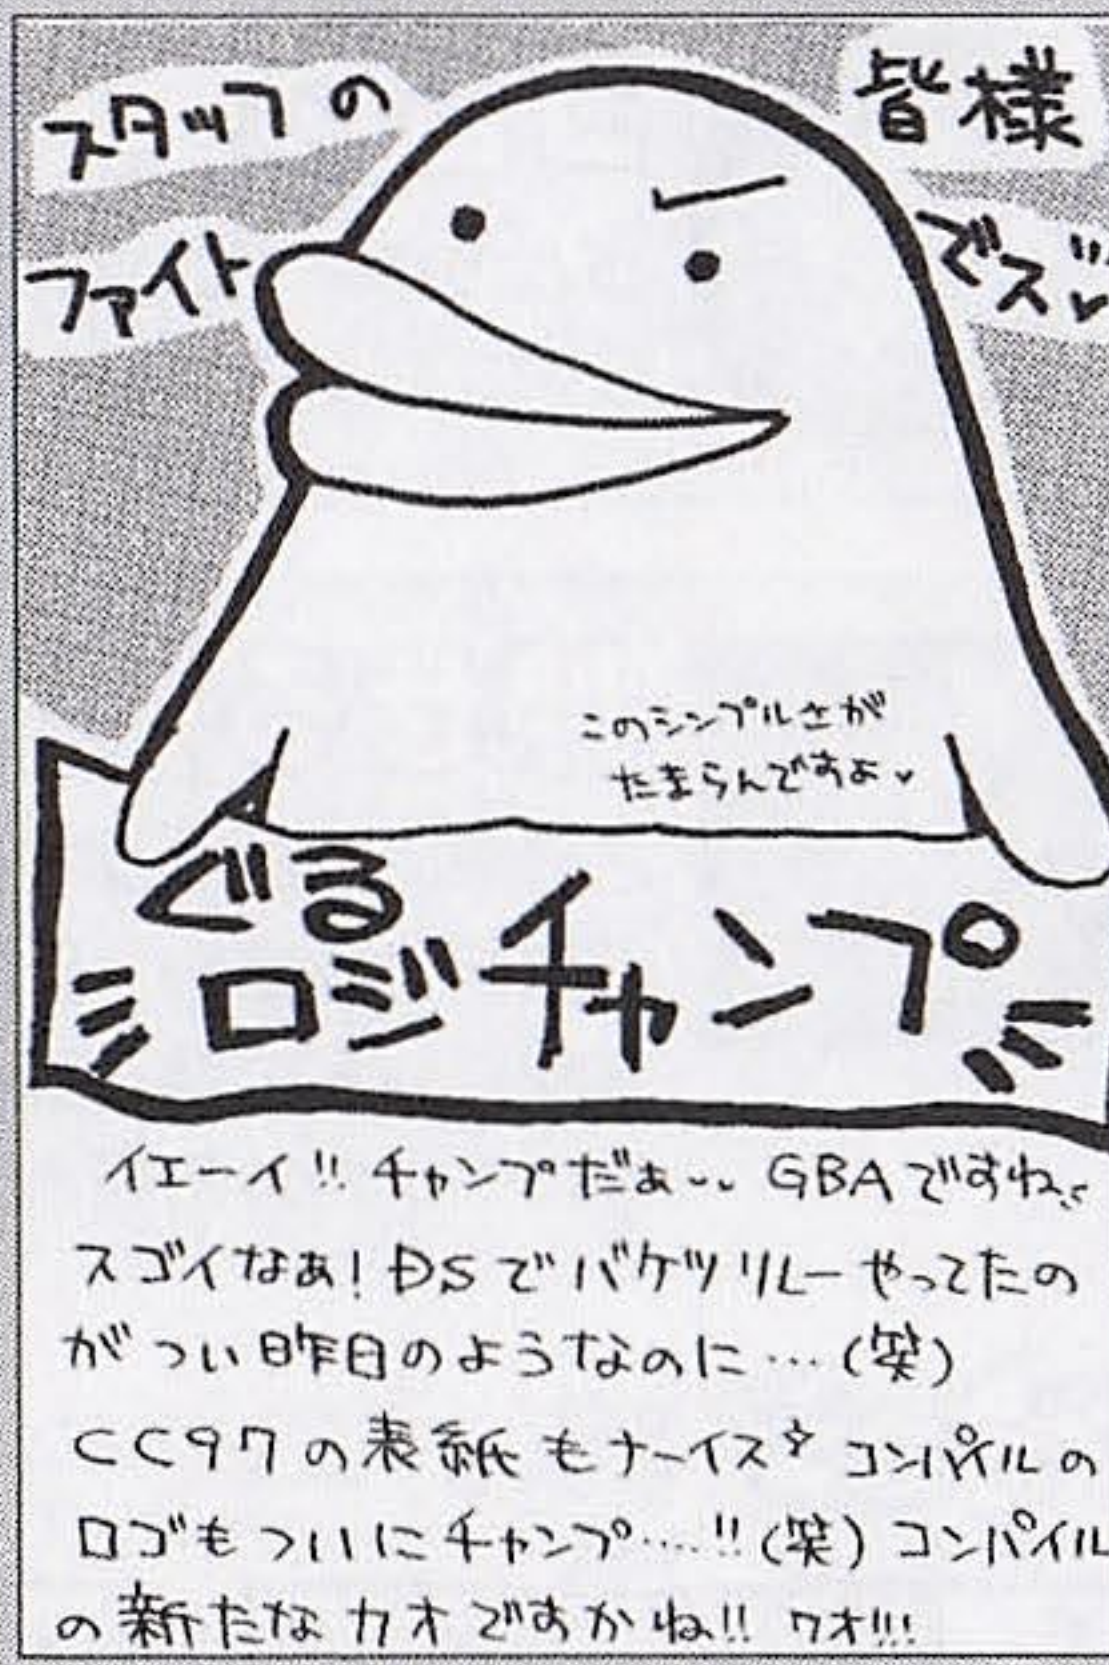 スタッフの
皆様
ファイト
でス
このシンプルさが
たまらんですよ
ぐる
ロジチャンプ
イエーイ!! チャンプだぁ~ GBAですね
スゴイなぁ! DSでバケツリレーやってたの
がつい昨日のようなのに…(笑)
CC97の表紙もナーイス コンパイルの
ロゴもついにチャンプ……!!(笑)コンパイル
の新たなカオですかね!! クオ!!!